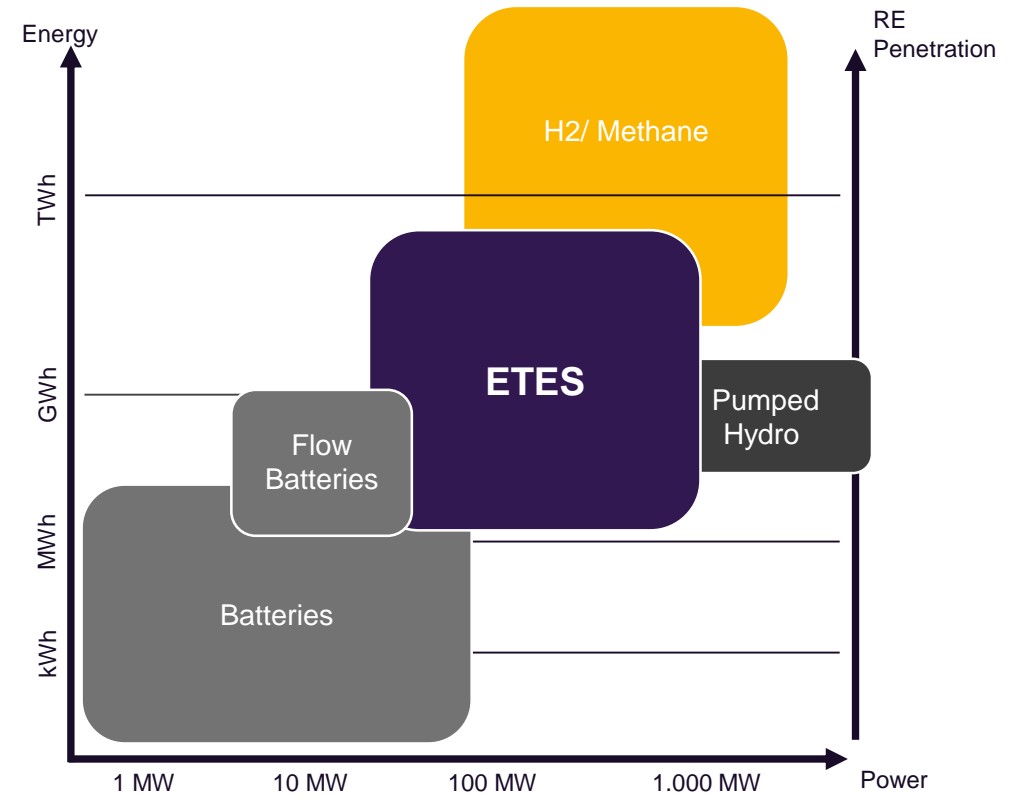 Energy
RE
Penetration
H2/ Methane
TWh
ETES
GWh
Pumped
Hydro
Flow
Batteries
MWh
Batteries
kWh
1 MW
10 MW
100 MW
1.000 MW
Power